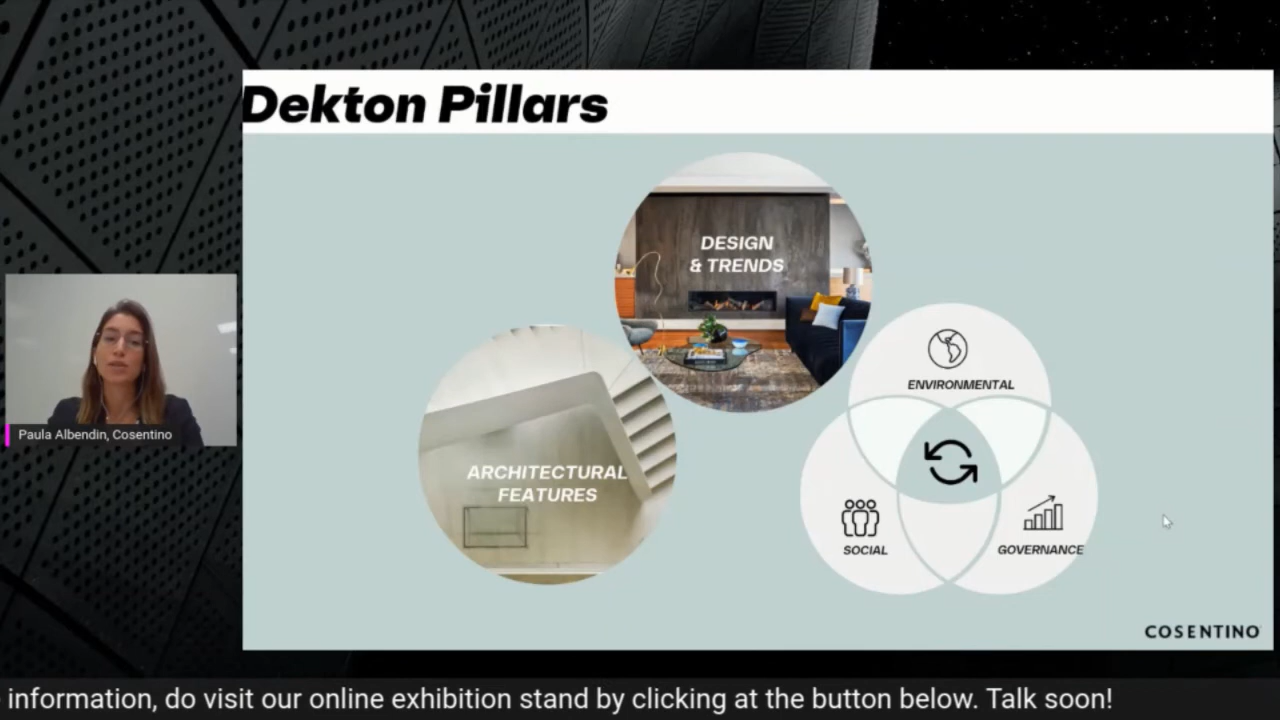 Dekton Pillars
DESIGN
& TRENDS
ENVIRONMENTAL
ARCHITECTURAL
FEATURES
SOCIAL
GOVERNANCE
Paula Albendin, Cosentino
COSENTINO
information, do visit our online exhibition stand by clicking at the button below. Talk soon!